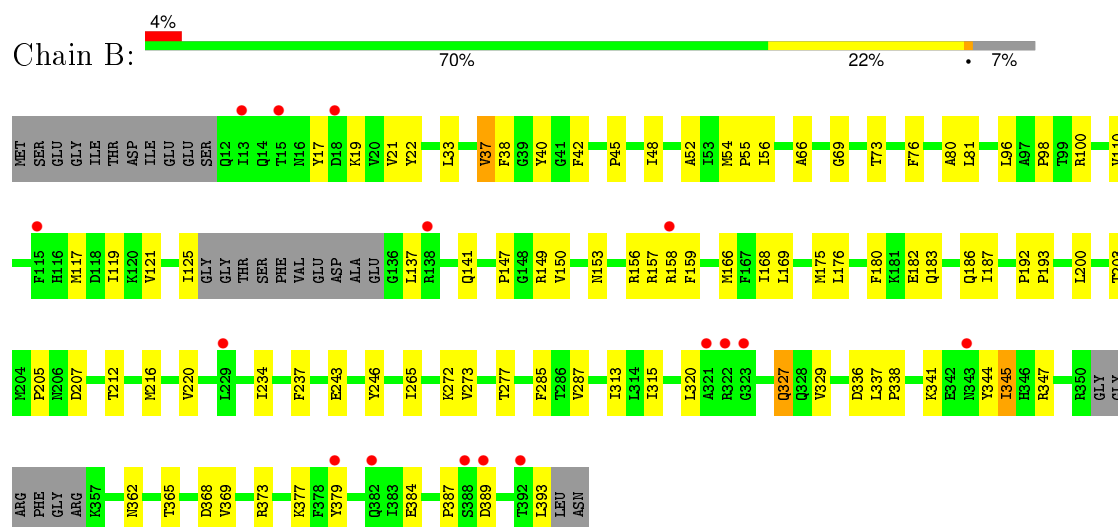 4%
Chain B:
70% 22% • 7%
MET SER GLU GLY ILE THR ASP ILE GLU GLU SER Q12 I13 Q14 T15 N16 Y17 D18 K19 V20 V21 Y22 L33 V37 F38 G39 Y40 G41 F42 P45 I48 A52 I53 M54 P55 I56 A66 G69 T73 F76 A80 L81 L96 A97 P98 T99 R100
F115 H116 M117 D118 I119 K120 V121 I125 GLY GLY THR SER PHE VAL GLU ASP ALA GLU G136 L137 R138 Q141 P147 G148 R149 V150 N153 R156 R157 R158 F159 M166 F167 I168 L169 M175 L176 F180 K181 E182 Q183 Q186 I187 P192 P193 L200 T203
M204 P205 N206 D207 T212 M216 V220 L229 I234 F237 E243 Y246 I265 K272 V273 T277 F285 T286 V287 I313 L314 I315 L320 A321 R322 G323 Q327 Q328 V329 D336 L337 P338 K341 E342 N343 Y344 I345 H346 R347 R350 GLY
ARG PHE GLY ARG K357 N362 T365 D368 V369 R373 K377 F378 Y379 Q382 I383 E384 P387 S388 D389 T392 L393 LEU ASN